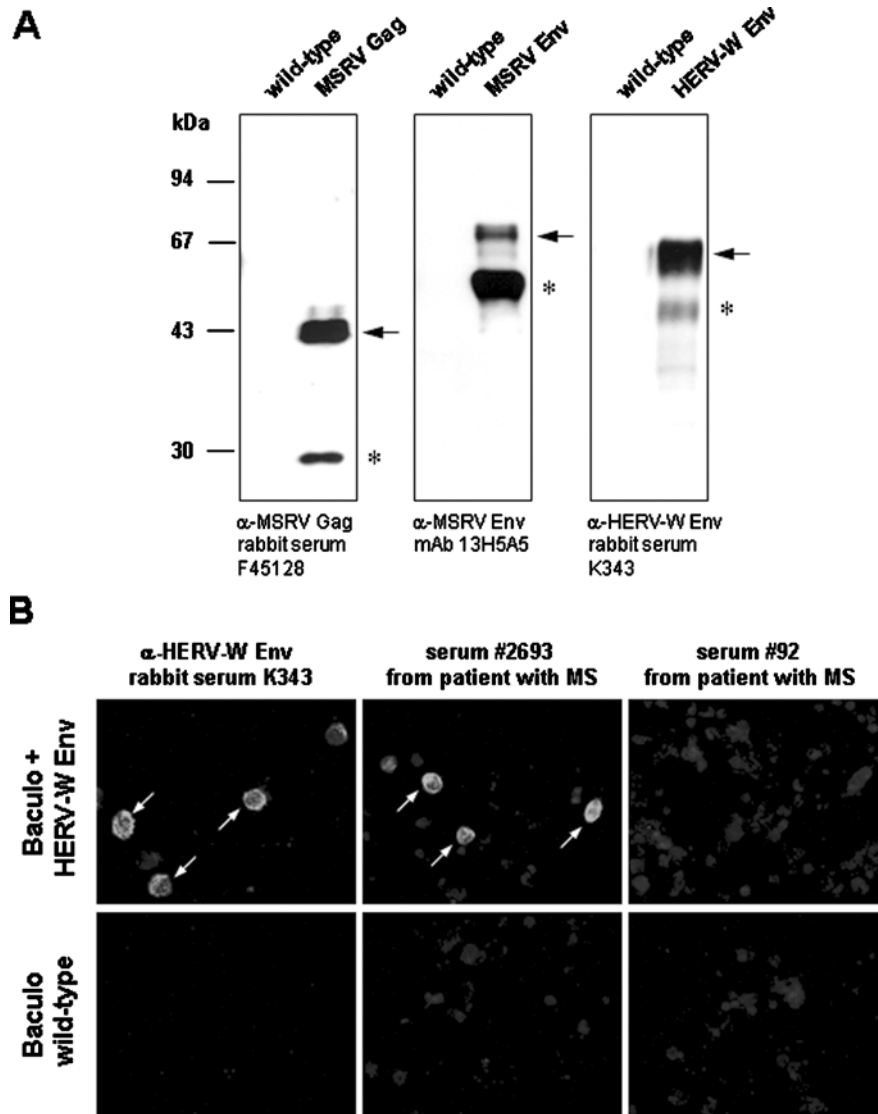 A
wild-type
MSRV Gag
wild-type
MSRV Env
wild-type
HERV-W Env
kDa
94
67
43
30
*
*
*
α-MSRV Gag
rabbit serum
F45128
α-MSRV Env
mAb 13H5A5
α-HERV-W Env
rabbit serum
K343
B
α-HERV-W Env
rabbit serum K343
serum #2693
from patient with MS
serum #92
from patient with MS
Baculo +
HERV-W Env
Baculo
wild-type